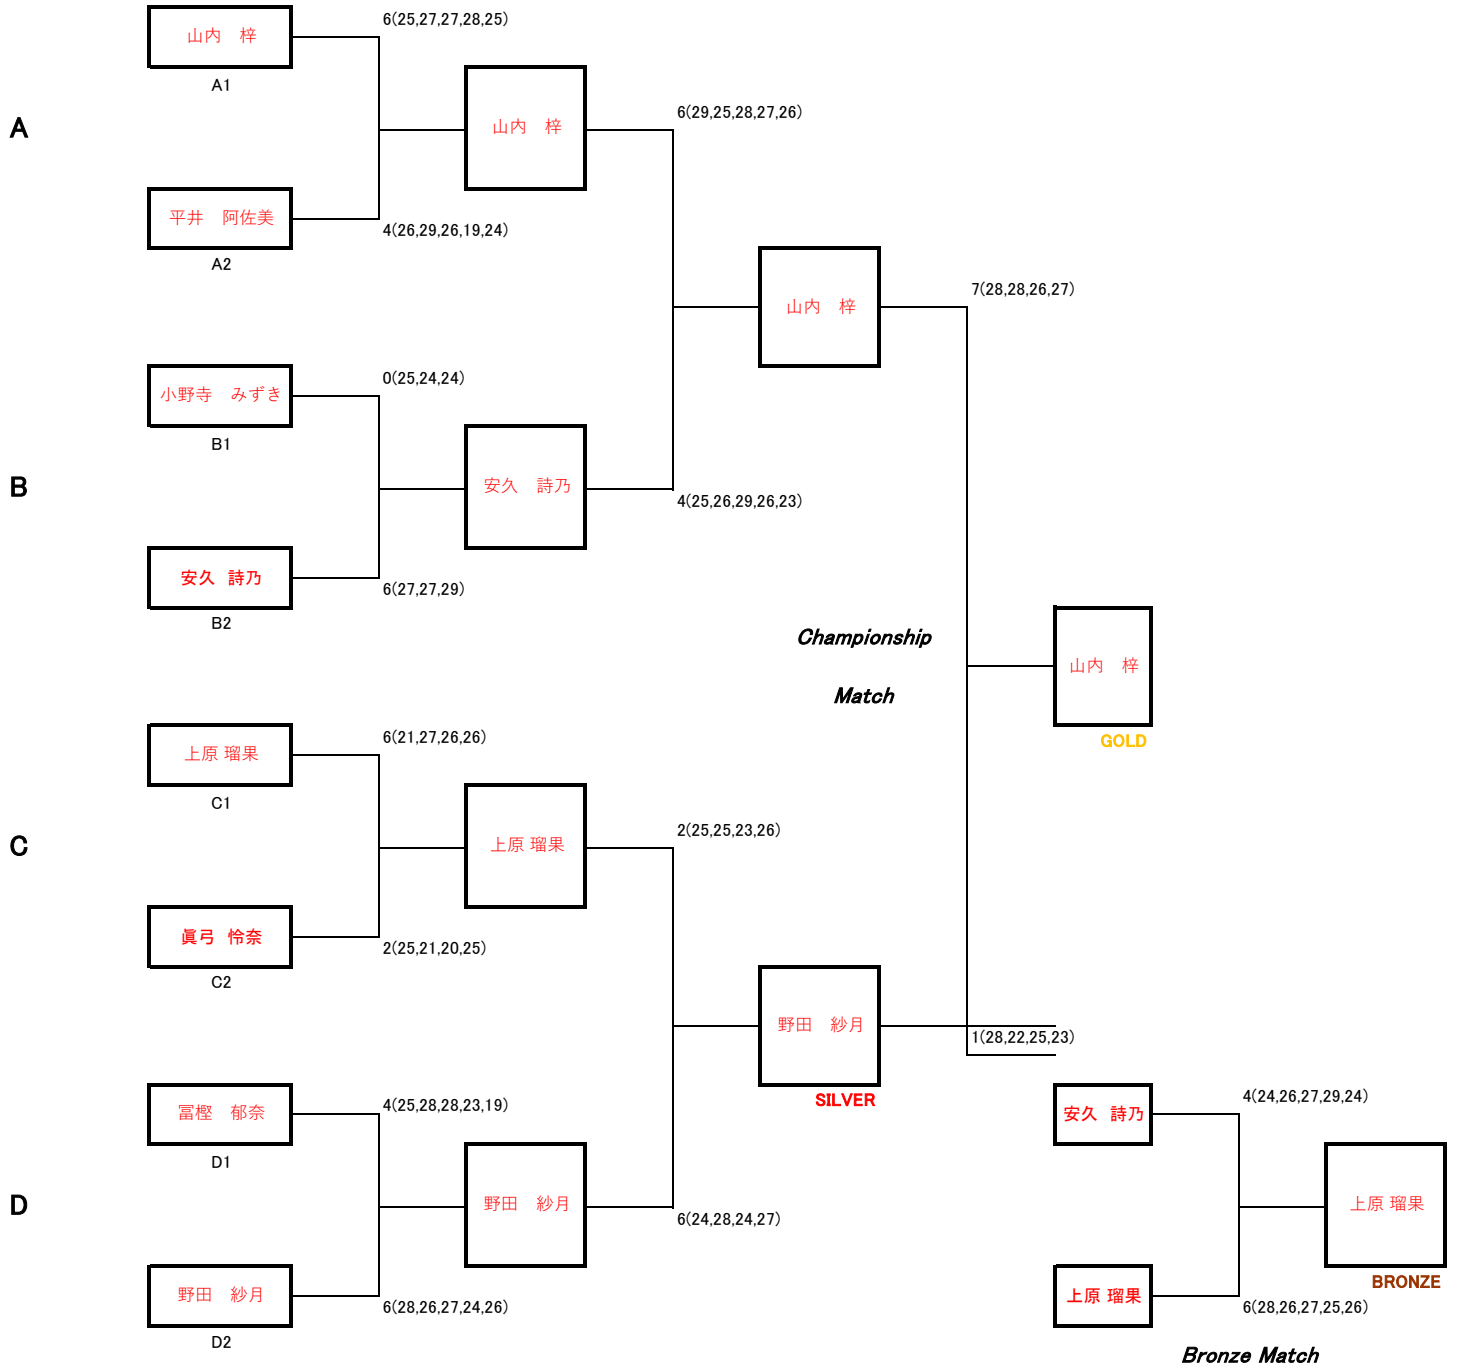 6(25,27,27,28,25)
山内　梓
A1
6(29,25,28,27,26)
A
山内　梓
平井　阿佐美
4(26,29,26,19,24)
A2
7(28,28,26,27)
山内　梓
0(25,24,24)
小野寺　みずき
B1
B
安久　詩乃
4(25,26,29,26,23)
安久　詩乃
6(27,27,29)
B2
Championship
山内　梓
Match
6(21,27,26,26)
GOLD
上原 瑠果
C1
2(25,25,23,26)
C
上原 瑠果
眞弓　怜奈
2(25,21,20,25)
C2
野田　紗月
1(28,22,25,23)
SILVER
4(25,28,28,23,19)
4(24,26,27,29,24)
冨樫　郁奈
安久　詩乃
D1
D
野田　紗月
上原 瑠果
6(24,28,24,27)
BRONZE
野田　紗月
上原 瑠果
6(28,26,27,24,26)
6(28,26,27,25,26)
D2
Bronze Match